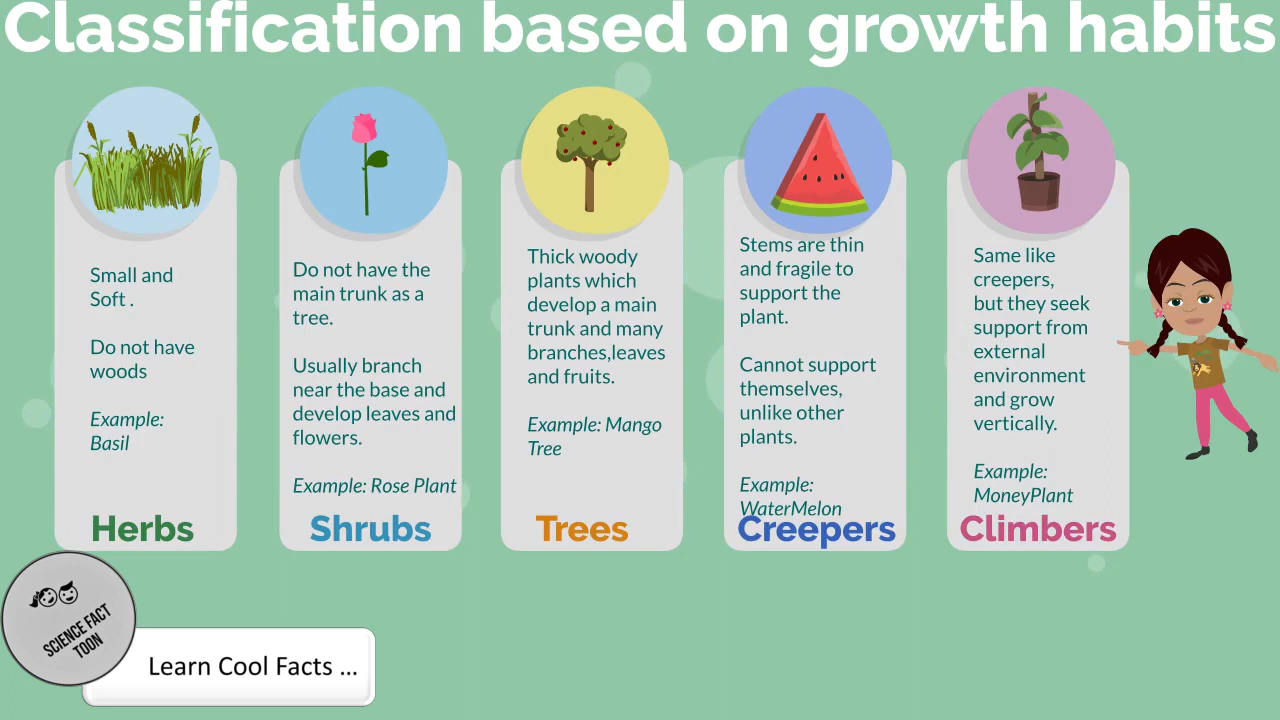 Classification based on growth habits
Small and
Soft .
Do not have
woods
Example:
Basil
Herbs
Do not have the
main trunk as a
tree.
Usually branch
near the base and
develop leaves and
flowers.
Example: Rose Plant
Shrubs
Thick woody
plants which
develop a main
trunk and many
branches,leaves
and fruits.
Example: Mango
Tree
Trees
Stems are thin
and fragile to
support the
plant.
Cannot support
themselves,
unlike other
plants.
Example:
WaterMelon
Creepers
Same like
creepers,
but they seek
support from
external
environment
and grow
vertically.
Example:
MoneyPlant
Climbers
SCIENCE FACT
TOON
Learn Cool Facts ...